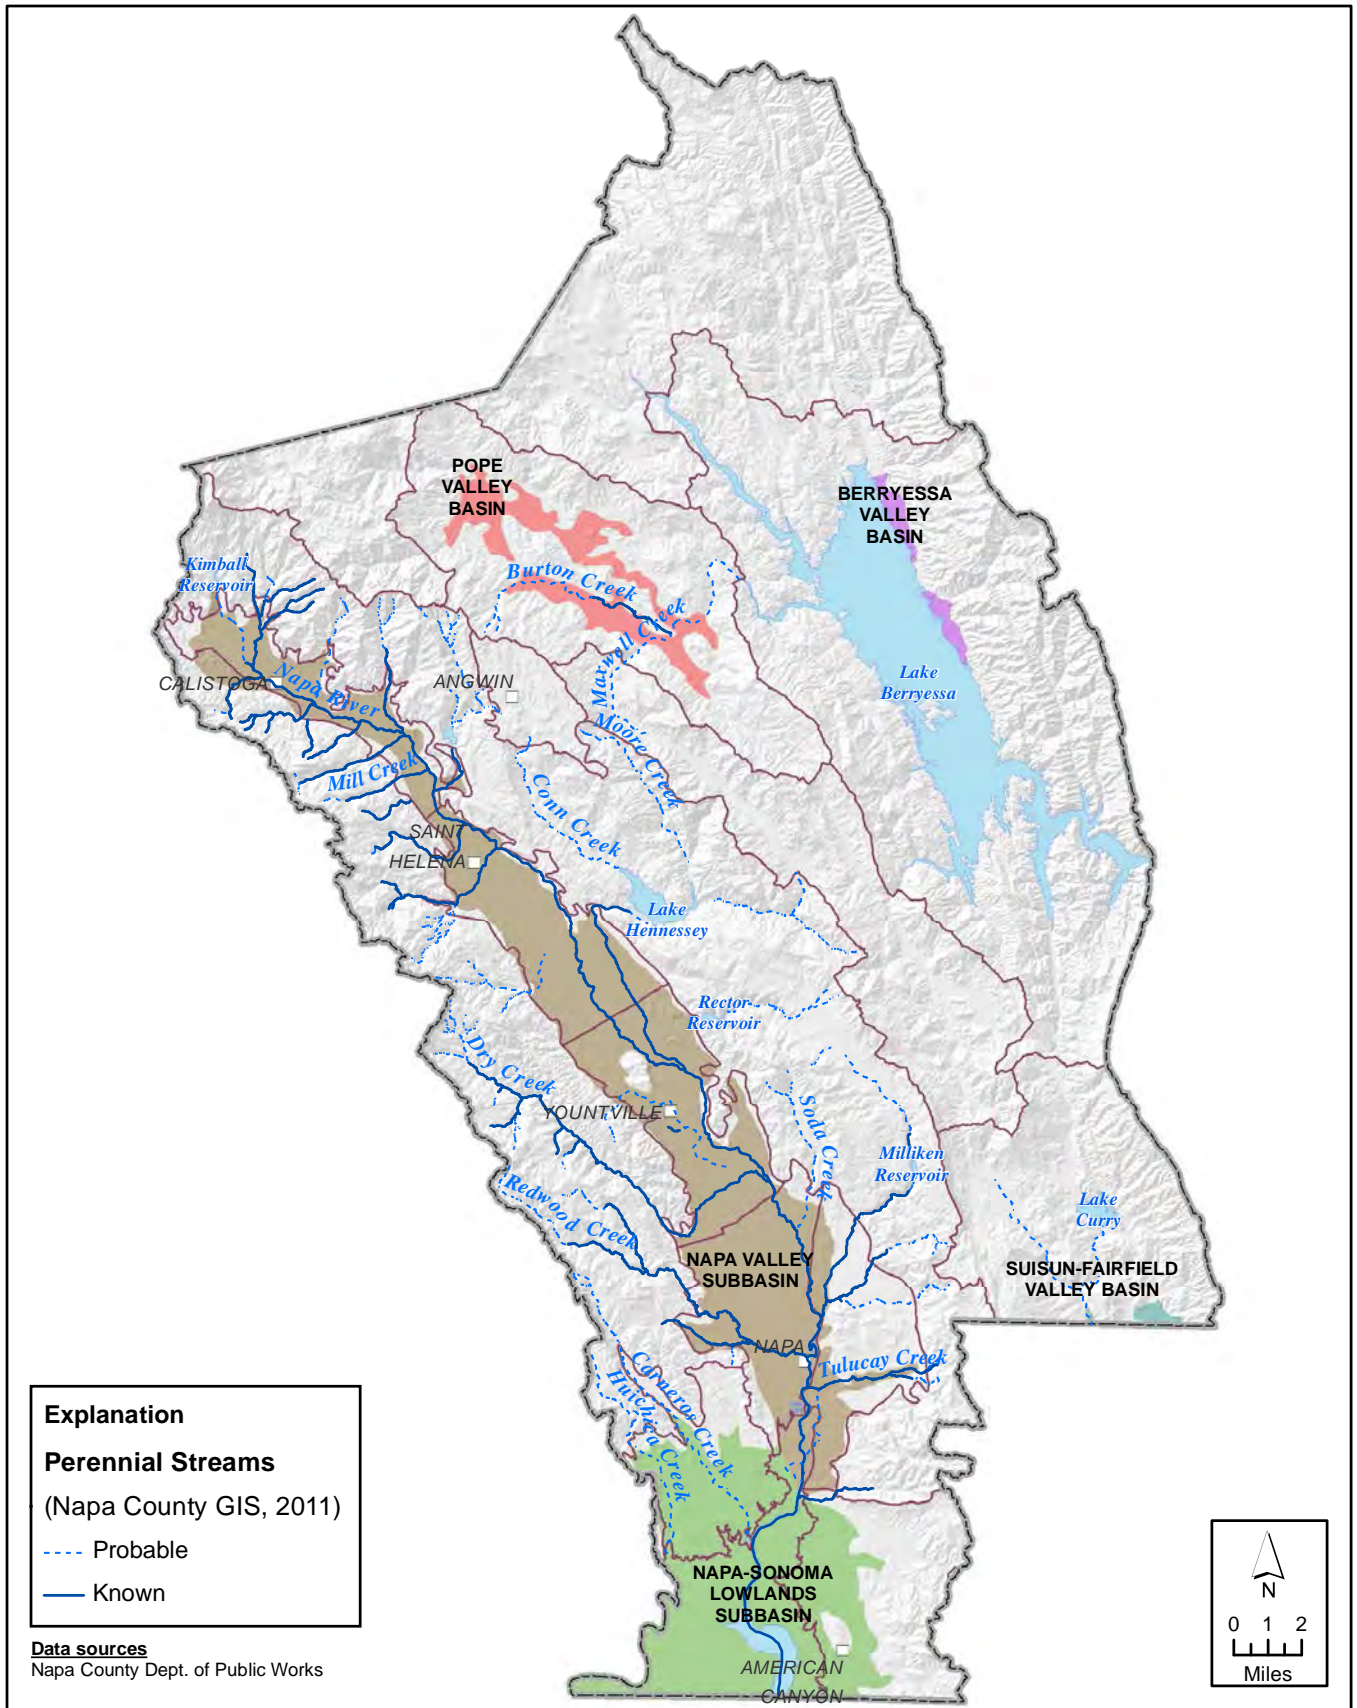 POPE
VALLEY
BASIN
BERRYESSA
VALLEY
BASIN
Kimball
Reservoir
Burton Creek
Maxwell Creek
Lake
Berryessa
CALISTOGA
Napa River
ANGWIN
Moore Creek
Mill Creek
Conn Creek
SAINT
HELENA
Lake
Hennessey
Rector
Reservoir
Dry Creek
YOUNTVILLE
Soda Creek
Milliken
Reservoir
Redwood Creek
Lake
Curry
NAPA VALLEY
SUBBASIN
SUISUN-FAIRFIELD
VALLEY BASIN
NAPA
Tulucay Creek
Carneros Creek
Huichica Creek
NAPA-SONOMA
LOWLANDS
SUBBASIN
AMERICAN
CANYON
Explanation
Perennial Streams
(Napa County GIS, 2011)
Probable
Known
Data sources
Napa County Dept. of Public Works
N
0 1 2
Miles